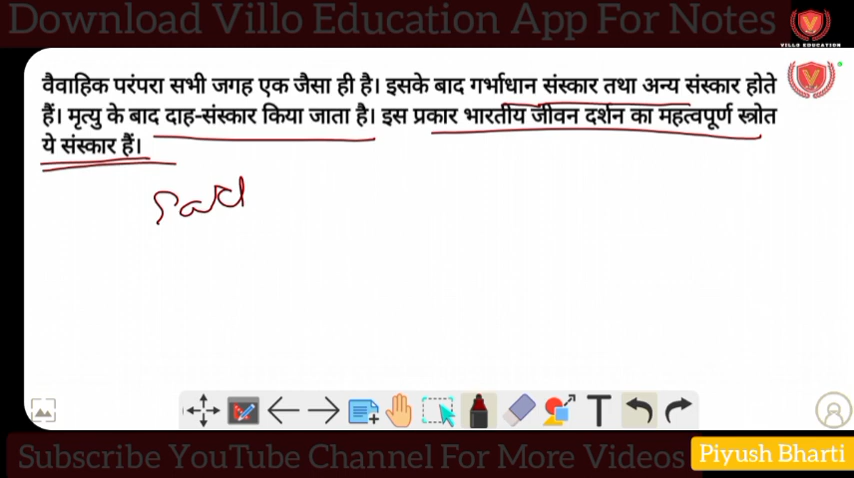 Download Villo Education App For Notes
VILLO EDUCATION
वैवाहिक परंपरा सभी जगह एक जैसा ही है। इसके बाद गर्भाधान संस्कार तथा अन्य संस्कार होते
हैं। मृत्यु के बाद दाह-संस्कार किया जाता है। इस प्रकार भारतीय जीवन दर्शन का महत्वपूर्ण स्त्रोत
ये संस्कार हैं।
Subscribe YouTube Channel For More Videos
Piyush Bharti